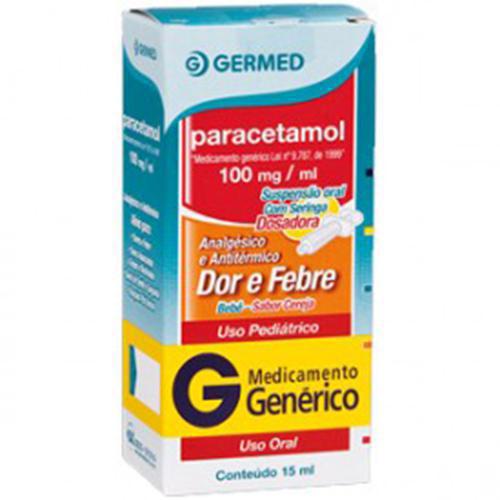 GERMED
paracetamol
"Medicamento genérico Lei nº 9.787, de 1999"
100 mg / ml
Suspensão oral
Com Seringa
Dosadora
Analgésico
e Antitérmico
Dor e Febre
Bebê - Sabor Cereja
Uso Pediátrico
G Medicamento
Genérico
Uso Oral
Conteúdo 15 ml
paracetamol
100 mg / ml